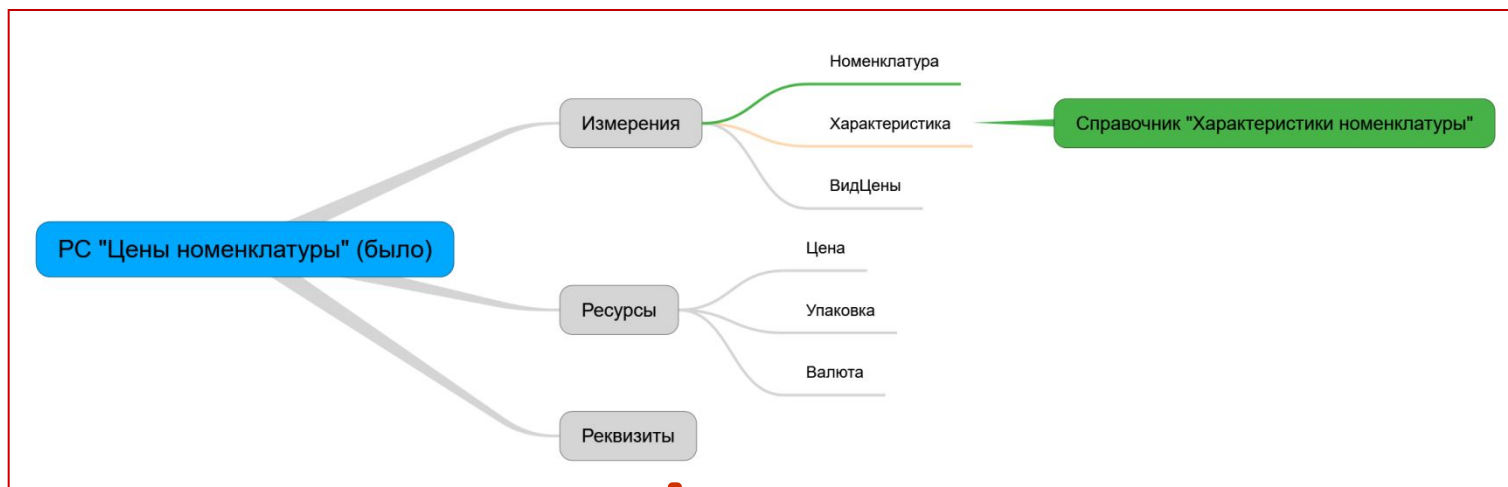 РС "Цены номенклатуры" (было)
Измерения
Номенклатура
Характеристика
Справочник "Характеристики номенклатуры"
ВидЦены
Ресурсы
Цена
Упаковка
Валюта
Реквизиты